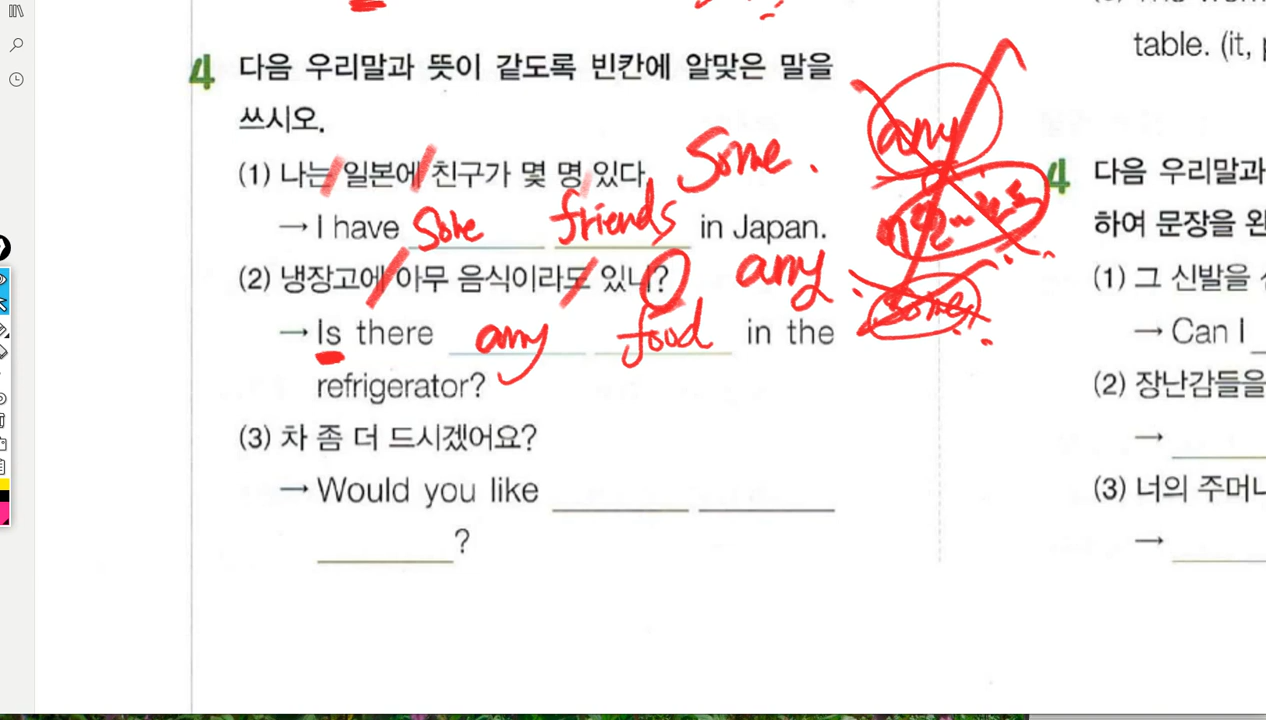 table. (it,
4 다음 우리말과 뜻이 같도록 빈칸에 알맞은 말을
쓰시오.
(1) 나는 일본에 친구가 몇 명 있다. Some.
→ I have Some friends in Japan.
(2) 냉장고에 아무 음식이라도 있니? any
→ Is there any food in the
refrigerator?
(3) 차 좀 더 드시겠어요?
→ Would you like ______ ______
______?
any
some
4 다음 우리말과
하여 문장을 완
(1) 그 신발을
→ Can I
(2) 장난감들을
→
(3) 너의 주머니
→